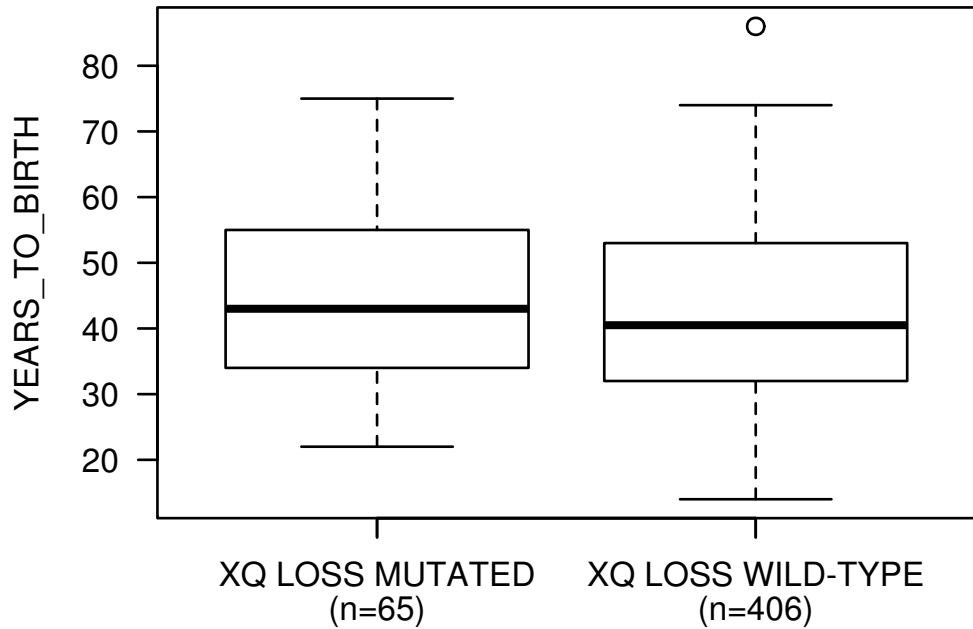 YEARS_TO_BIRTH
80
70
60
50
40
30
20
XQ LOSS MUTATED
(n=65)
XQ LOSS WILD-TYPE
(n=406)